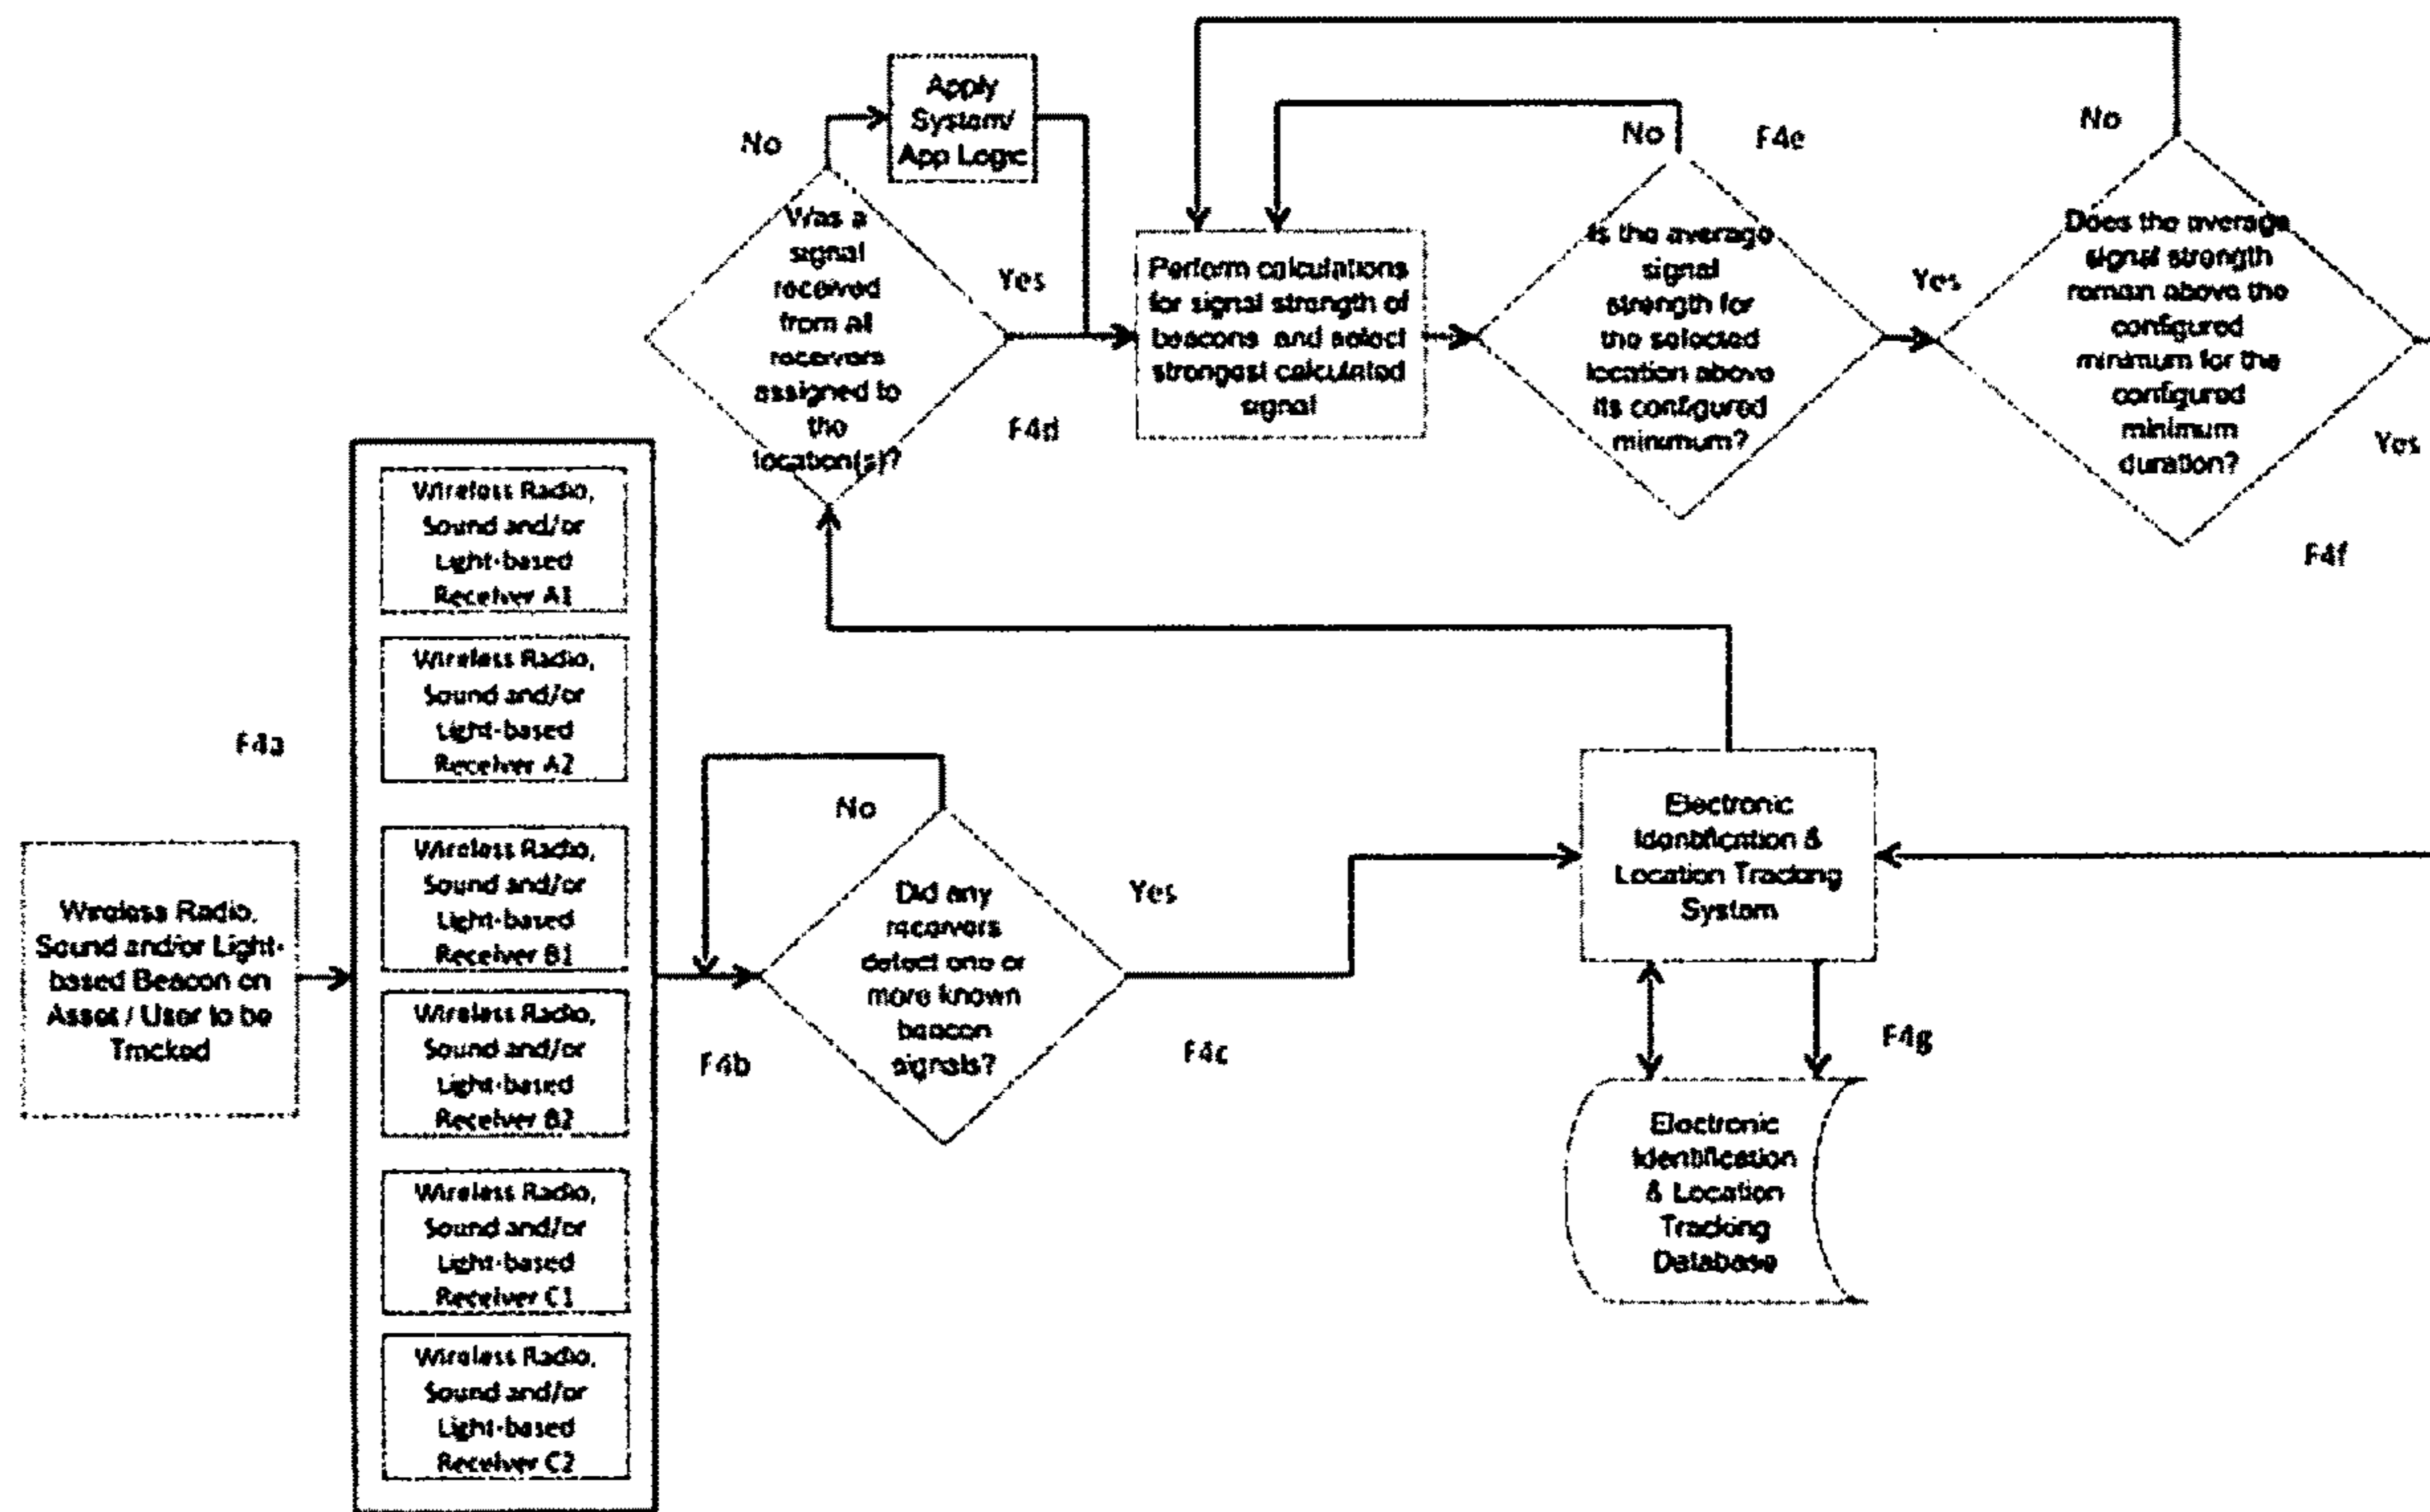 Apply
System/
App Logic
No
Was a
signal
received
from all
receivers
assigned to
the
location(s)?
Yes
F4d
Perform calculations
for signal strength of
beacons and select
strongest calculated
signal
No
F4e
Is the average
signal
strength for
the selected
location above
its configured
minimum?
Yes
No
Does the average
signal strength
remain above the
configured
minimum for the
configured
minimum
duration?
Yes
F4f
F4a
Wireless Radio,
Sound and/or Light-
based Beacon on
Asset / User to be
Tracked
Wireless Radio,
Sound and/or
Light-based
Receiver A1
Wireless Radio,
Sound and/or
Light-based
Receiver A2
Wireless Radio,
Sound and/or
Light-based
Receiver B1
Wireless Radio,
Sound and/or
Light-based
Receiver B2
Wireless Radio,
Sound and/or
Light-based
Receiver C1
Wireless Radio,
Sound and/or
Light-based
Receiver C2
F4b
No
Did any
receivers
detect one or
more known
beacon
signals?
Yes
F4c
Electronic
Identification &
Location Tracking
System
F4g
Electronic
Identification
& Location
Tracking
Database